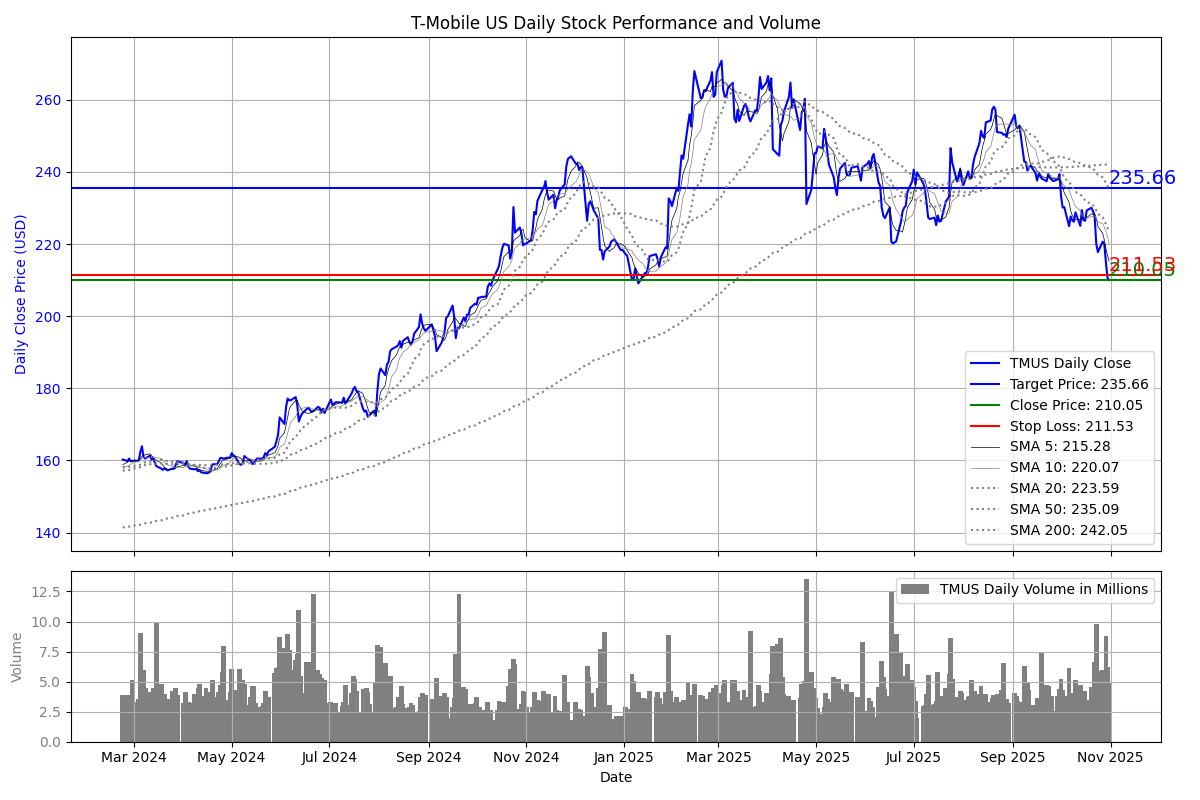 T-Mobile US Daily Stock Performance and Volume
Daily Close Price (USD)
260
240
220
200
180
160
140
235.66
211.53
210.05
TMUS Daily Close
Target Price: 235.66
Close Price: 210.05
Stop Loss: 211.53
SMA 5: 215.28
SMA 10: 220.07
SMA 20: 223.59
SMA 50: 235.09
SMA 200: 242.05
Volume
12.5
10.0
7.5
5.0
2.5
0.0
TMUS Daily Volume in Millions
Mar 2024 May 2024 Jul 2024 Sep 2024 Nov 2024 Jan 2025 Mar 2025 May 2025 Jul 2025 Sep 2025 Nov 2025
Date